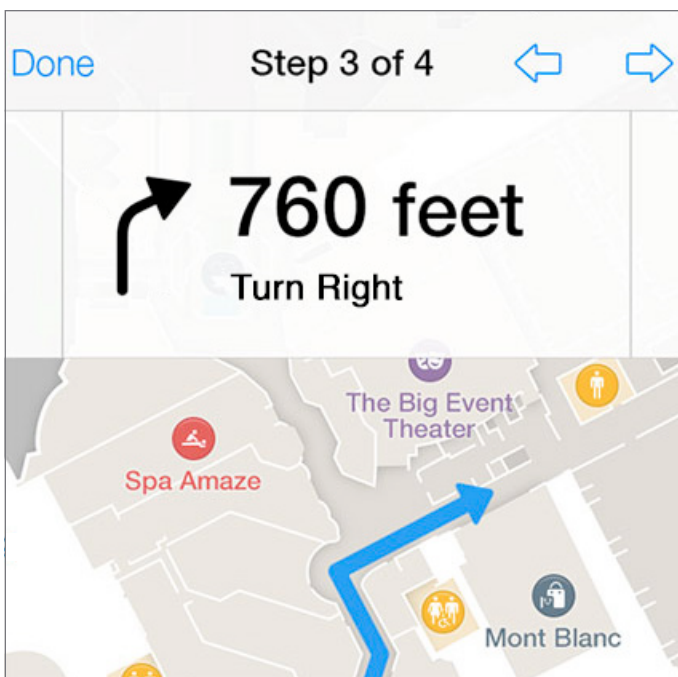 Done
Step 3 of 4
760 feet
Turn Right
The Big Event
Theater
Spa Amaze
Mont Blanc